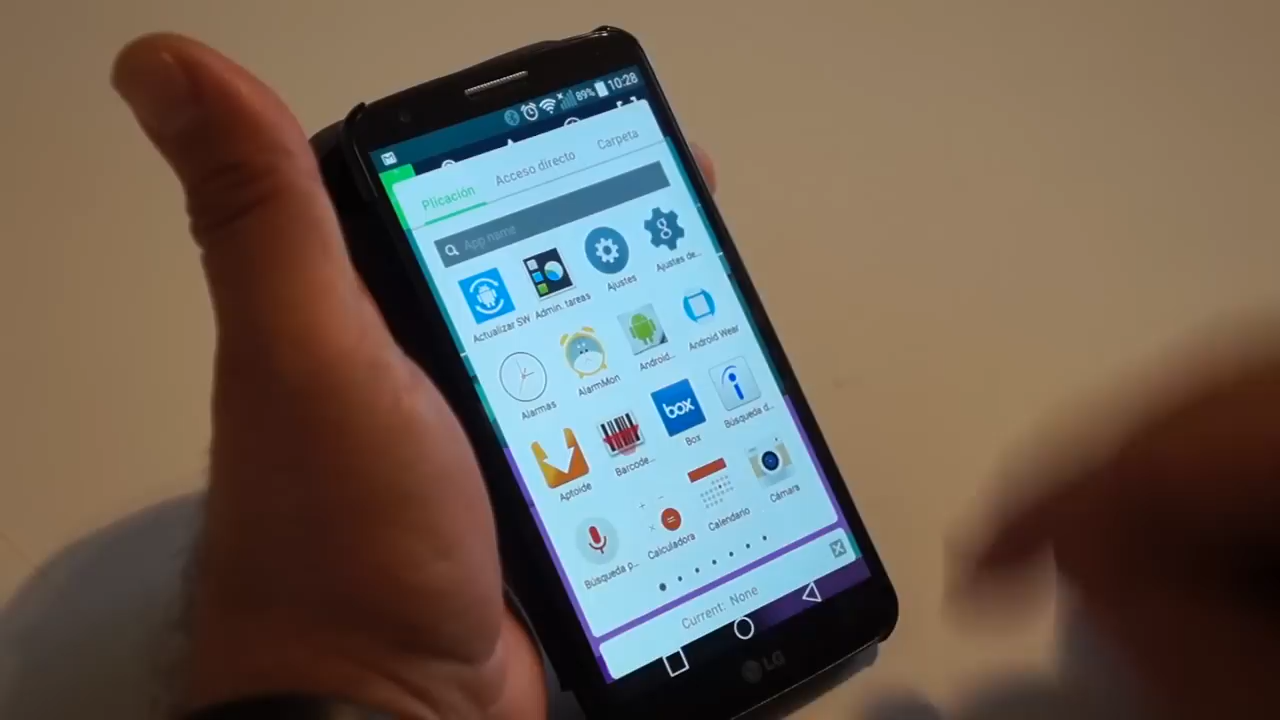 89% 10:28
Plicación Acceso directo Carpeta
App name
Actualizar SW Admin. tareas Ajustes Ajustes de...
Alarmas AlarmMon Android... Android Wear
Aptoide Barcode... box Box Búsqueda d...
Búsqueda p... Calculadora Calendario Cámara
Current: None
LG